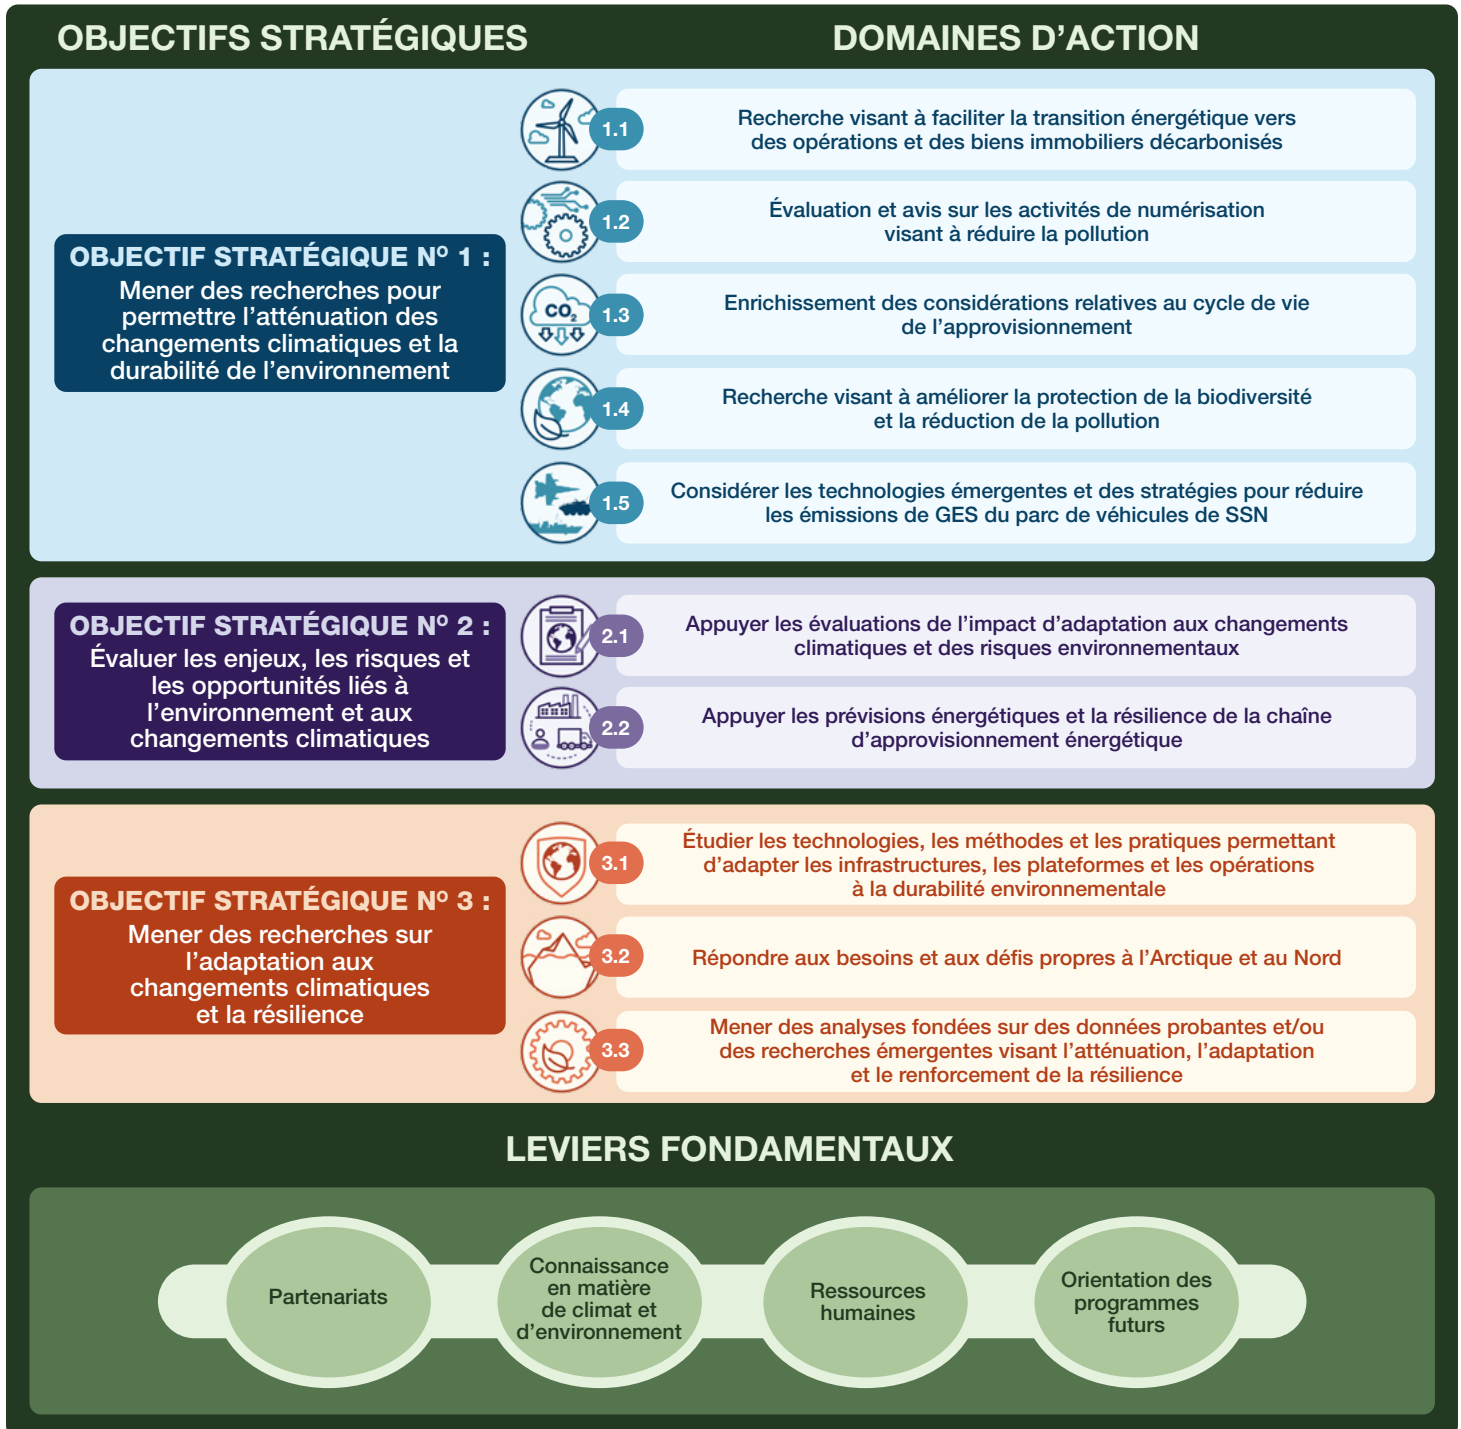 OBJECTIFS STRATÉGIQUES
DOMAINES D’ACTION
OBJECTIF STRATÉGIQUE Nº 1 :
Mener des recherches pour
permettre l’atténuation des
changements climatiques et la
durabilité de l’environnement
1.1
Recherche visant à faciliter la transition énergétique vers
des opérations et des biens immobiliers décarbonisés
1.2
Évaluation et avis sur les activités de numérisation
visant à réduire la pollution
CO₂
1.3
Enrichissement des considérations relatives au cycle de vie
de l’approvisionnement
1.4
Recherche visant à améliorer la protection de la biodiversité
et la réduction de la pollution
1.5
Considérer les technologies émergentes et des stratégies pour réduire
les émissions de GES du parc de véhicules de SSN
OBJECTIF STRATÉGIQUE Nº 2 :
Évaluer les enjeux, les risques et
les opportunités liés à
l’environnement et aux
changements climatiques
2.1
Appuyer les évaluations de l’impact d’adaptation aux changements
climatiques et des risques environnementaux
2.2
Appuyer les prévisions énergétiques et la résilience de la chaîne
d’approvisionnement énergétique
OBJECTIF STRATÉGIQUE Nº 3 :
Mener des recherches sur
l’adaptation aux
changements climatiques
et la résilience
3.1
Étudier les technologies, les méthodes et les pratiques permettant
d’adapter les infrastructures, les plateformes et les opérations
à la durabilité environnementale
3.2
Répondre aux besoins et aux défis propres à l’Arctique et au Nord
3.3
Mener des analyses fondées sur des données probantes et/ou
des recherches émergentes visant l’atténuation, l’adaptation
et le renforcement de la résilience
LEVIERS FONDAMENTAUX
Partenariats
Connaissance
en matière
de climat et
d’environnement
Ressources
humaines
Orientation des
programmes
futurs